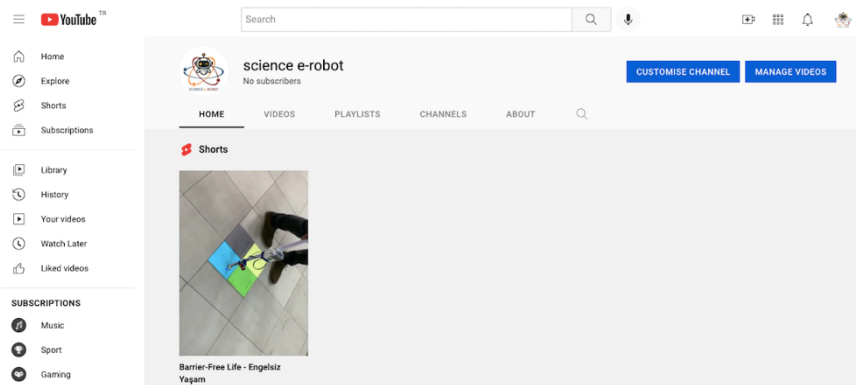 YouTube TR
Search
Home
Explore
Shorts
Subscriptions
Library
History
Your videos
Watch Later
Liked videos
SUBSCRIPTIONS
Music
Sport
Gaming
science e-robot
No subscribers
CUSTOMISE CHANNEL
MANAGE VIDEOS
HOME
VIDEOS
PLAYLISTS
CHANNELS
ABOUT
Shorts
Barrier-Free Life - Engelsiz
Yaşam